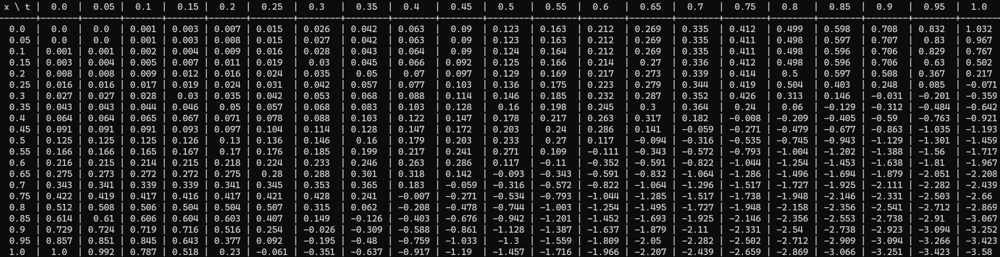 x \ t | 0.0 | 0.05 | 0.1 | 0.15 | 0.2 | 0.25 | 0.3 | 0.35 | 0.4 | 0.45 | 0.5 | 0.55 | 0.6 | 0.65 | 0.7 | 0.75 | 0.8 | 0.85 | 0.9 | 0.95 | 1.0
0.0 | 0.0 | 0.0 | 0.001 | 0.003 | 0.007 | 0.015 | 0.026 | 0.042 | 0.063 | 0.09 | 0.123 | 0.163 | 0.212 | 0.269 | 0.335 | 0.412 | 0.499 | 0.598 | 0.708 | 0.832 | 1.032
0.05 | 0.0 | 0.0 | 0.001 | 0.003 | 0.008 | 0.015 | 0.027 | 0.042 | 0.063 | 0.09 | 0.123 | 0.163 | 0.212 | 0.269 | 0.335 | 0.411 | 0.498 | 0.597 | 0.707 | 0.83 | 0.967
0.1 | 0.001 | 0.001 | 0.002 | 0.004 | 0.009 | 0.016 | 0.028 | 0.043 | 0.064 | 0.09 | 0.124 | 0.164 | 0.212 | 0.269 | 0.335 | 0.411 | 0.498 | 0.596 | 0.706 | 0.829 | 0.767
0.15 | 0.003 | 0.004 | 0.005 | 0.007 | 0.011 | 0.019 | 0.03 | 0.045 | 0.066 | 0.092 | 0.125 | 0.166 | 0.214 | 0.27 | 0.336 | 0.412 | 0.498 | 0.596 | 0.706 | 0.63 | 0.502
0.2 | 0.008 | 0.008 | 0.009 | 0.012 | 0.016 | 0.024 | 0.035 | 0.05 | 0.07 | 0.097 | 0.129 | 0.169 | 0.217 | 0.273 | 0.339 | 0.414 | 0.5 | 0.597 | 0.508 | 0.367 | 0.217
0.25 | 0.016 | 0.016 | 0.017 | 0.019 | 0.024 | 0.031 | 0.042 | 0.057 | 0.077 | 0.103 | 0.136 | 0.175 | 0.223 | 0.279 | 0.344 | 0.419 | 0.504 | 0.403 | 0.248 | 0.085 | −0.071
0.3 | 0.027 | 0.027 | 0.028 | 0.03 | 0.035 | 0.042 | 0.053 | 0.068 | 0.088 | 0.114 | 0.146 | 0.185 | 0.232 | 0.287 | 0.352 | 0.426 | 0.313 | 0.146 | −0.031 | −0.201 | −0.359
0.35 | 0.043 | 0.043 | 0.044 | 0.046 | 0.05 | 0.057 | 0.068 | 0.083 | 0.103 | 0.128 | 0.16 | 0.198 | 0.245 | 0.3 | 0.364 | 0.24 | 0.06 | −0.129 | −0.312 | −0.484 | −0.642
0.4 | 0.064 | 0.064 | 0.065 | 0.067 | 0.071 | 0.078 | 0.088 | 0.103 | 0.122 | 0.147 | 0.178 | 0.217 | 0.263 | 0.317 | 0.182 | −0.008 | −0.209 | −0.405 | −0.59 | −0.763 | −0.921
0.45 | 0.091 | 0.091 | 0.091 | 0.093 | 0.097 | 0.104 | 0.114 | 0.128 | 0.147 | 0.172 | 0.203 | 0.24 | 0.286 | 0.141 | −0.059 | −0.271 | −0.479 | −0.677 | −0.863 | −1.035 | −1.193
0.5 | 0.125 | 0.125 | 0.125 | 0.126 | 0.13 | 0.136 | 0.146 | 0.16 | 0.179 | 0.203 | 0.233 | 0.27 | 0.117 | −0.094 | −0.316 | −0.535 | −0.745 | −0.943 | −1.129 | −1.301 | −1.459
0.55 | 0.166 | 0.166 | 0.165 | 0.167 | 0.17 | 0.176 | 0.185 | 0.199 | 0.217 | 0.241 | 0.271 | 0.109 | −0.111 | −0.343 | −0.572 | −0.793 | −1.004 | −1.202 | −1.388 | −1.56 | −1.717
0.6 | 0.216 | 0.215 | 0.214 | 0.215 | 0.218 | 0.224 | 0.233 | 0.246 | 0.263 | 0.286 | 0.117 | −0.11 | −0.352 | −0.591 | −0.822 | −1.044 | −1.254 | −1.453 | −1.638 | −1.81 | −1.967
0.65 | 0.275 | 0.273 | 0.272 | 0.272 | 0.275 | 0.28 | 0.288 | 0.301 | 0.318 | 0.142 | −0.093 | −0.343 | −0.591 | −0.832 | −1.064 | −1.286 | −1.496 | −1.694 | −1.879 | −2.051 | −2.208
0.7 | 0.343 | 0.341 | 0.339 | 0.339 | 0.341 | 0.345 | 0.353 | 0.365 | 0.183 | −0.059 | −0.316 | −0.572 | −0.822 | −1.064 | −1.296 | −1.517 | −1.727 | −1.925 | −2.111 | −2.282 | −2.439
0.75 | 0.422 | 0.419 | 0.417 | 0.416 | 0.417 | 0.421 | 0.428 | 0.241 | −0.007 | −0.271 | −0.534 | −0.793 | −1.044 | −1.285 | −1.517 | −1.738 | −1.948 | −2.146 | −2.331 | −2.503 | −2.66
0.8 | 0.512 | 0.508 | 0.506 | 0.504 | 0.504 | 0.507 | 0.315 | 0.062 | −0.208 | −0.478 | −0.744 | −1.003 | −1.254 | −1.495 | −1.727 | −1.948 | −2.158 | −2.356 | −2.541 | −2.712 | −2.869
0.85 | 0.614 | 0.61 | 0.606 | 0.604 | 0.603 | 0.407 | 0.149 | −0.126 | −0.403 | −0.676 | −0.942 | −1.201 | −1.452 | −1.693 | −1.925 | −2.146 | −2.356 | −2.553 | −2.738 | −2.91 | −3.067
0.9 | 0.729 | 0.724 | 0.719 | 0.716 | 0.516 | 0.254 | −0.026 | −0.309 | −0.588 | −0.861 | −1.128 | −1.387 | −1.637 | −1.879 | −2.11 | −2.331 | −2.54 | −2.738 | −2.923 | −3.094 | −3.252
0.95 | 0.857 | 0.851 | 0.845 | 0.643 | 0.377 | 0.092 | −0.195 | −0.48 | −0.759 | −1.033 | −1.3 | −1.559 | −1.809 | −2.05 | −2.282 | −2.502 | −2.712 | −2.909 | −3.094 | −3.266 | −3.423
1.0 | 1.0 | 0.992 | 0.787 | 0.518 | 0.23 | −0.061 | −0.351 | −0.637 | −0.917 | −1.19 | −1.457 | −1.716 | −1.966 | −2.207 | −2.439 | −2.659 | −2.869 | −3.066 | −3.251 | −3.422 | −3.58